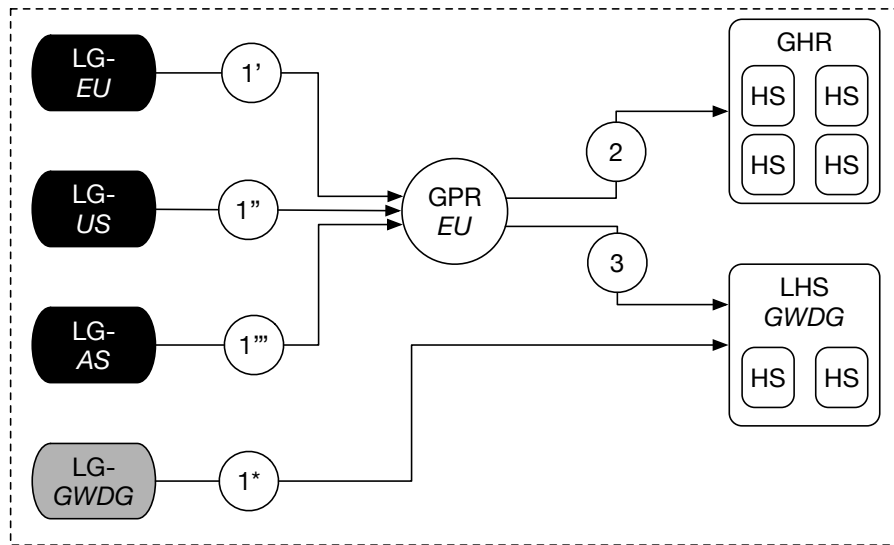 LG-
EU
1’
LG-
US
1”
LG-
AS
1”’
LG-
GWDG
1*
GPR
EU
2
3
GHR
HS HS
HS HS
LHS
GWDG
HS HS